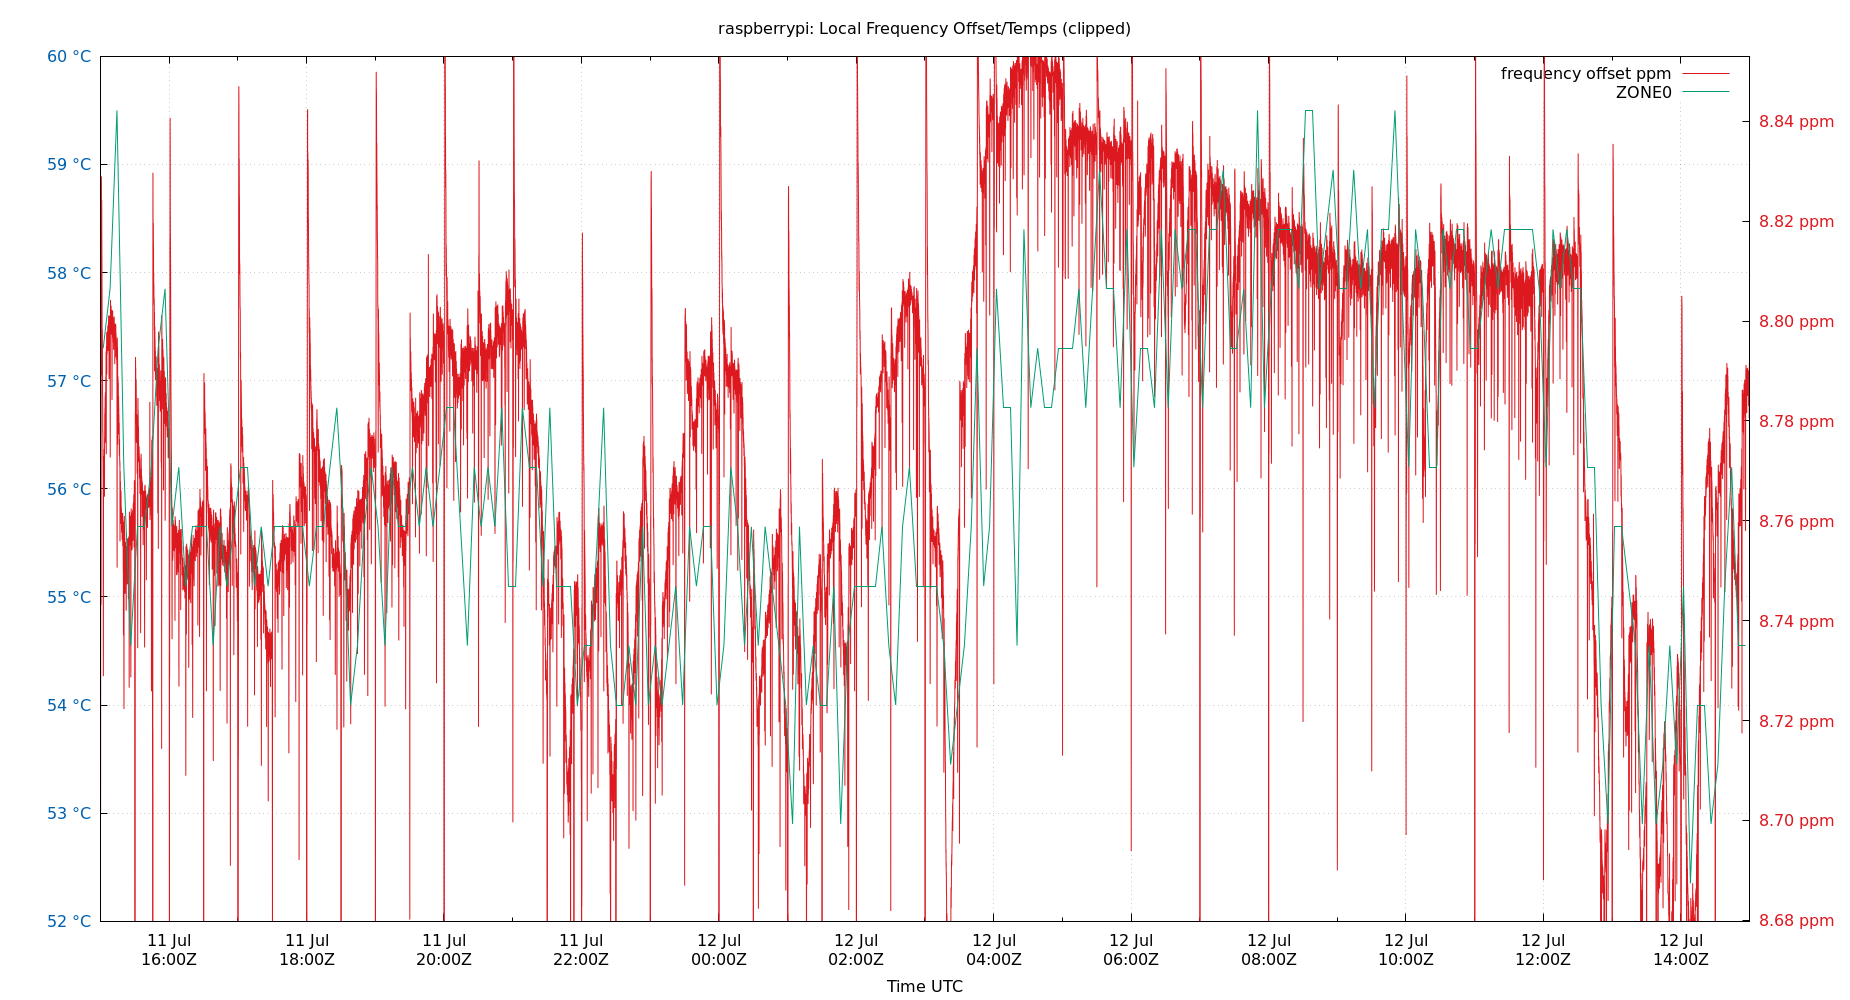 raspberrypi: Local Frequency Offset/Temps (clipped)
60 °C
59 °C
58 °C
57 °C
56 °C
55 °C
54 °C
53 °C
52 °C
frequency offset ppm
ZONE0
8.84 ppm
8.82 ppm
8.80 ppm
8.78 ppm
8.76 ppm
8.74 ppm
8.72 ppm
8.70 ppm
8.68 ppm
11 Jul 11 Jul 11 Jul 11 Jul 12 Jul 12 Jul 12 Jul 12 Jul 12 Jul 12 Jul 12 Jul 12 Jul
16:00Z 18:00Z 20:00Z 22:00Z 00:00Z 02:00Z 04:00Z 06:00Z 08:00Z 10:00Z 12:00Z 14:00Z
Time UTC